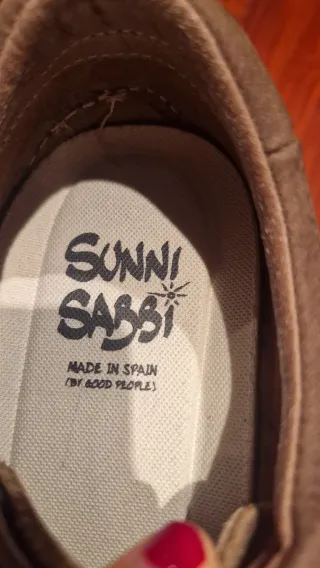 SUNNI
SABBi
MADE IN SPAIN
(BY GOOD PEOPLE)